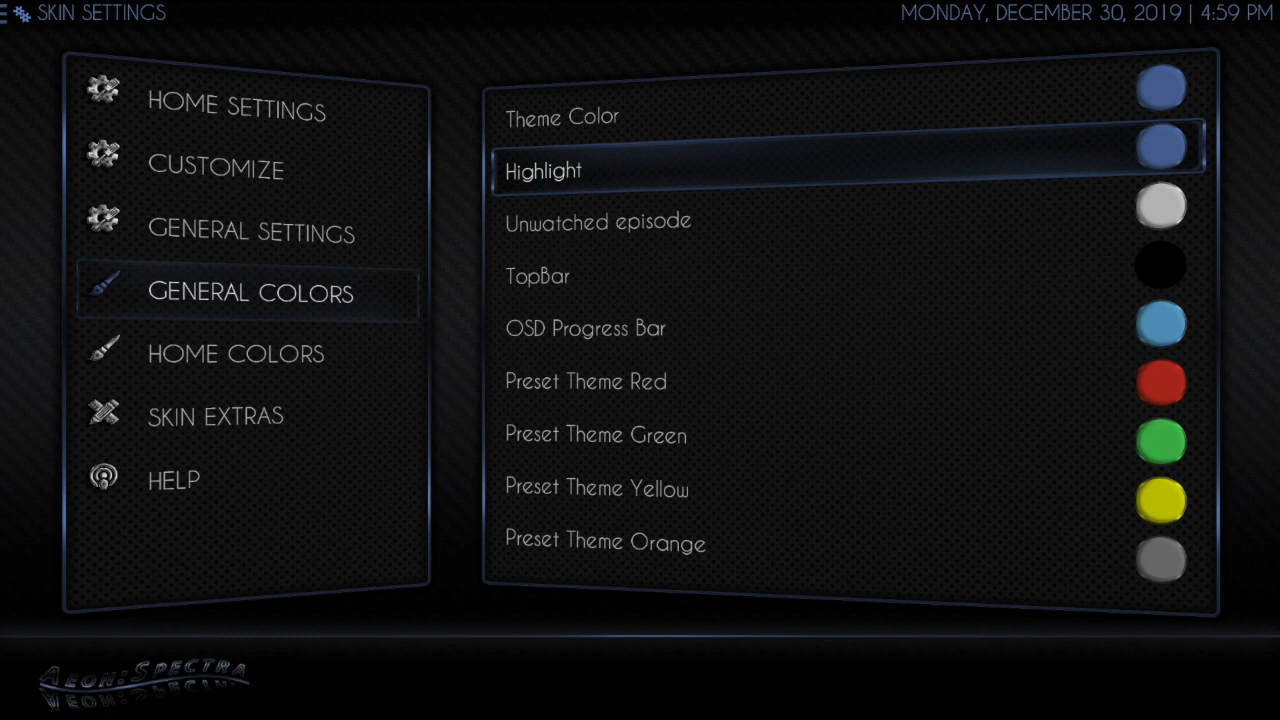 SKIN SETTINGS
MONDAY, DECEMBER 30, 2019 | 4:59 PM
HOME SETTINGS
CUSTOMIZE
GENERAL SETTINGS
GENERAL COLORS
HOME COLORS
SKIN EXTRAS
HELP
Theme Color
Highlight
Unwatched episode
TopBar
OSD Progress Bar
Preset Theme Red
Preset Theme Green
Preset Theme Yellow
Preset Theme Orange
AEON:SPECTRA